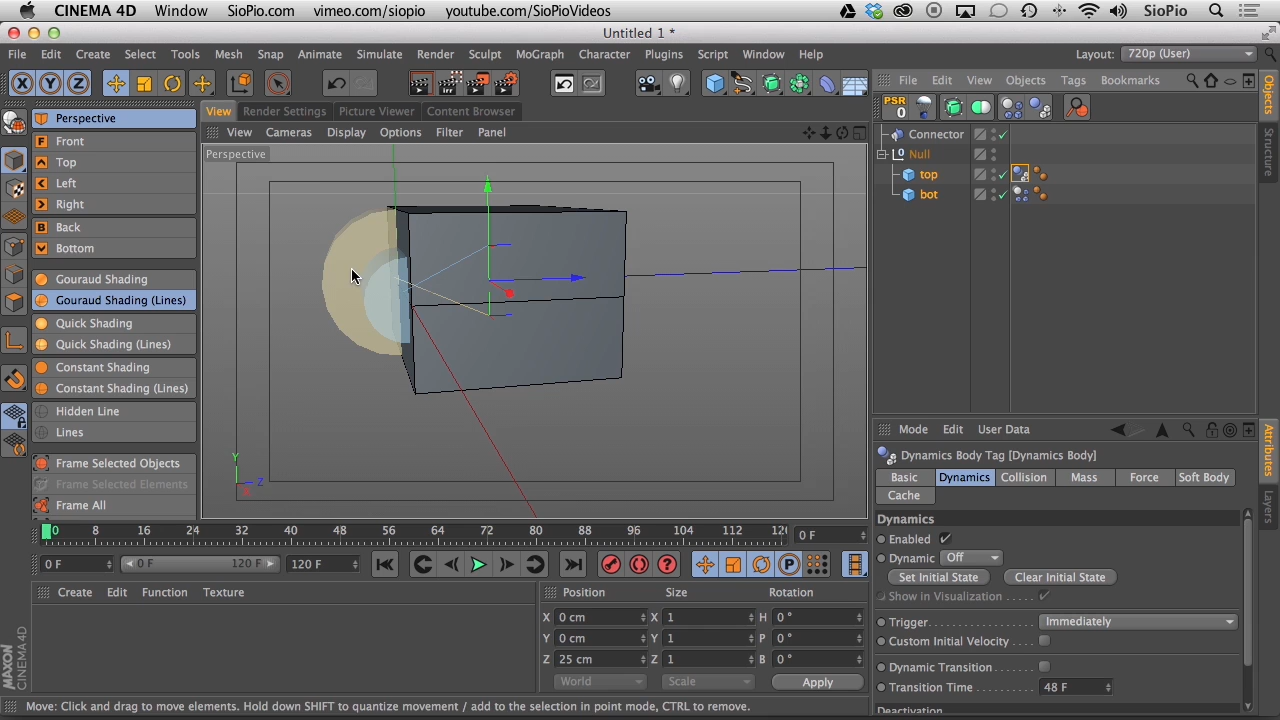 CINEMA 4D Window SioPio.com vimeo.com/siopio youtube.com/SioPioVideos SioPio
Untitled 1 *
File Edit Create Select Tools Mesh Snap Animate Simulate Render Sculpt MoGraph Character Plugins Script Window Help Layout: 720p (User)
X Y Z
File Edit View Objects Tags Bookmarks
View Render Settings Picture Viewer Content Browser
PSR
0
View Cameras Display Options Filter Panel
Perspective
Perspective
Front
Top
Left
Right
Back
Bottom
Gouraud Shading
Gouraud Shading (Lines)
Quick Shading
Quick Shading (Lines)
Constant Shading
Constant Shading (Lines)
Hidden Line
Lines
Frame Selected Objects
Frame Selected Elements
Frame All
Connector
Null
top
bot
Objects
Structure
Y
Z
Mode Edit User Data
Dynamics Body Tag [Dynamics Body]
Basic Dynamics Collision Mass Force Soft Body
Cache
Dynamics
Enabled
Dynamic Off
Set Initial State Clear Initial State
Show in Visualization . . . . .
Trigger. . . . . . . . . . . . . . . Immediately
Custom Initial Velocity . . . .
Dynamic Transition. . . . . . .
Transition Time . . . . . . . . . 48 F
Deactivation
Attributes
Layers
0 8 16 24 32 40 48 56 64 72 80 88 96 104 112 0 F
0 F 0 F 120 F 120 F
P
Create Edit Function Texture
Position Size Rotation
X 0 cm X 1 H 0 °
Y 0 cm Y 1 P 0 °
Z 25 cm Z 1 B 0 °
World Scale Apply
MAXON
CINEMA 4D
Move: Click and drag to move elements. Hold down SHIFT to quantize movement / add to the selection in point mode, CTRL to remove.